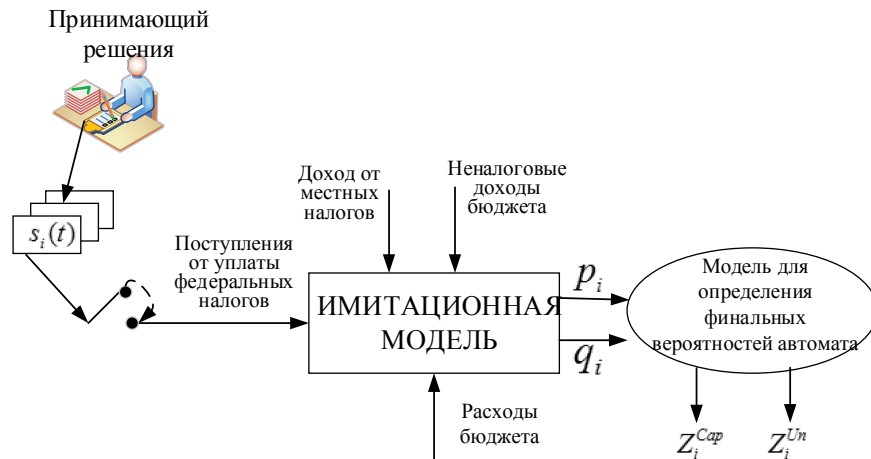 Принимающий
решения
s_i(t)
Поступления
от уплаты
федеральных
налогов
Доход от
местных
налогов
Неналоговые
доходы
бюджета
ИМИТАЦИОННАЯ
МОДЕЛЬ
Расходы
бюджета
p_i
q_i
Модель для
определения
финальных
вероятностей автомата
Z_i^{Cap}
Z_i^{Un}